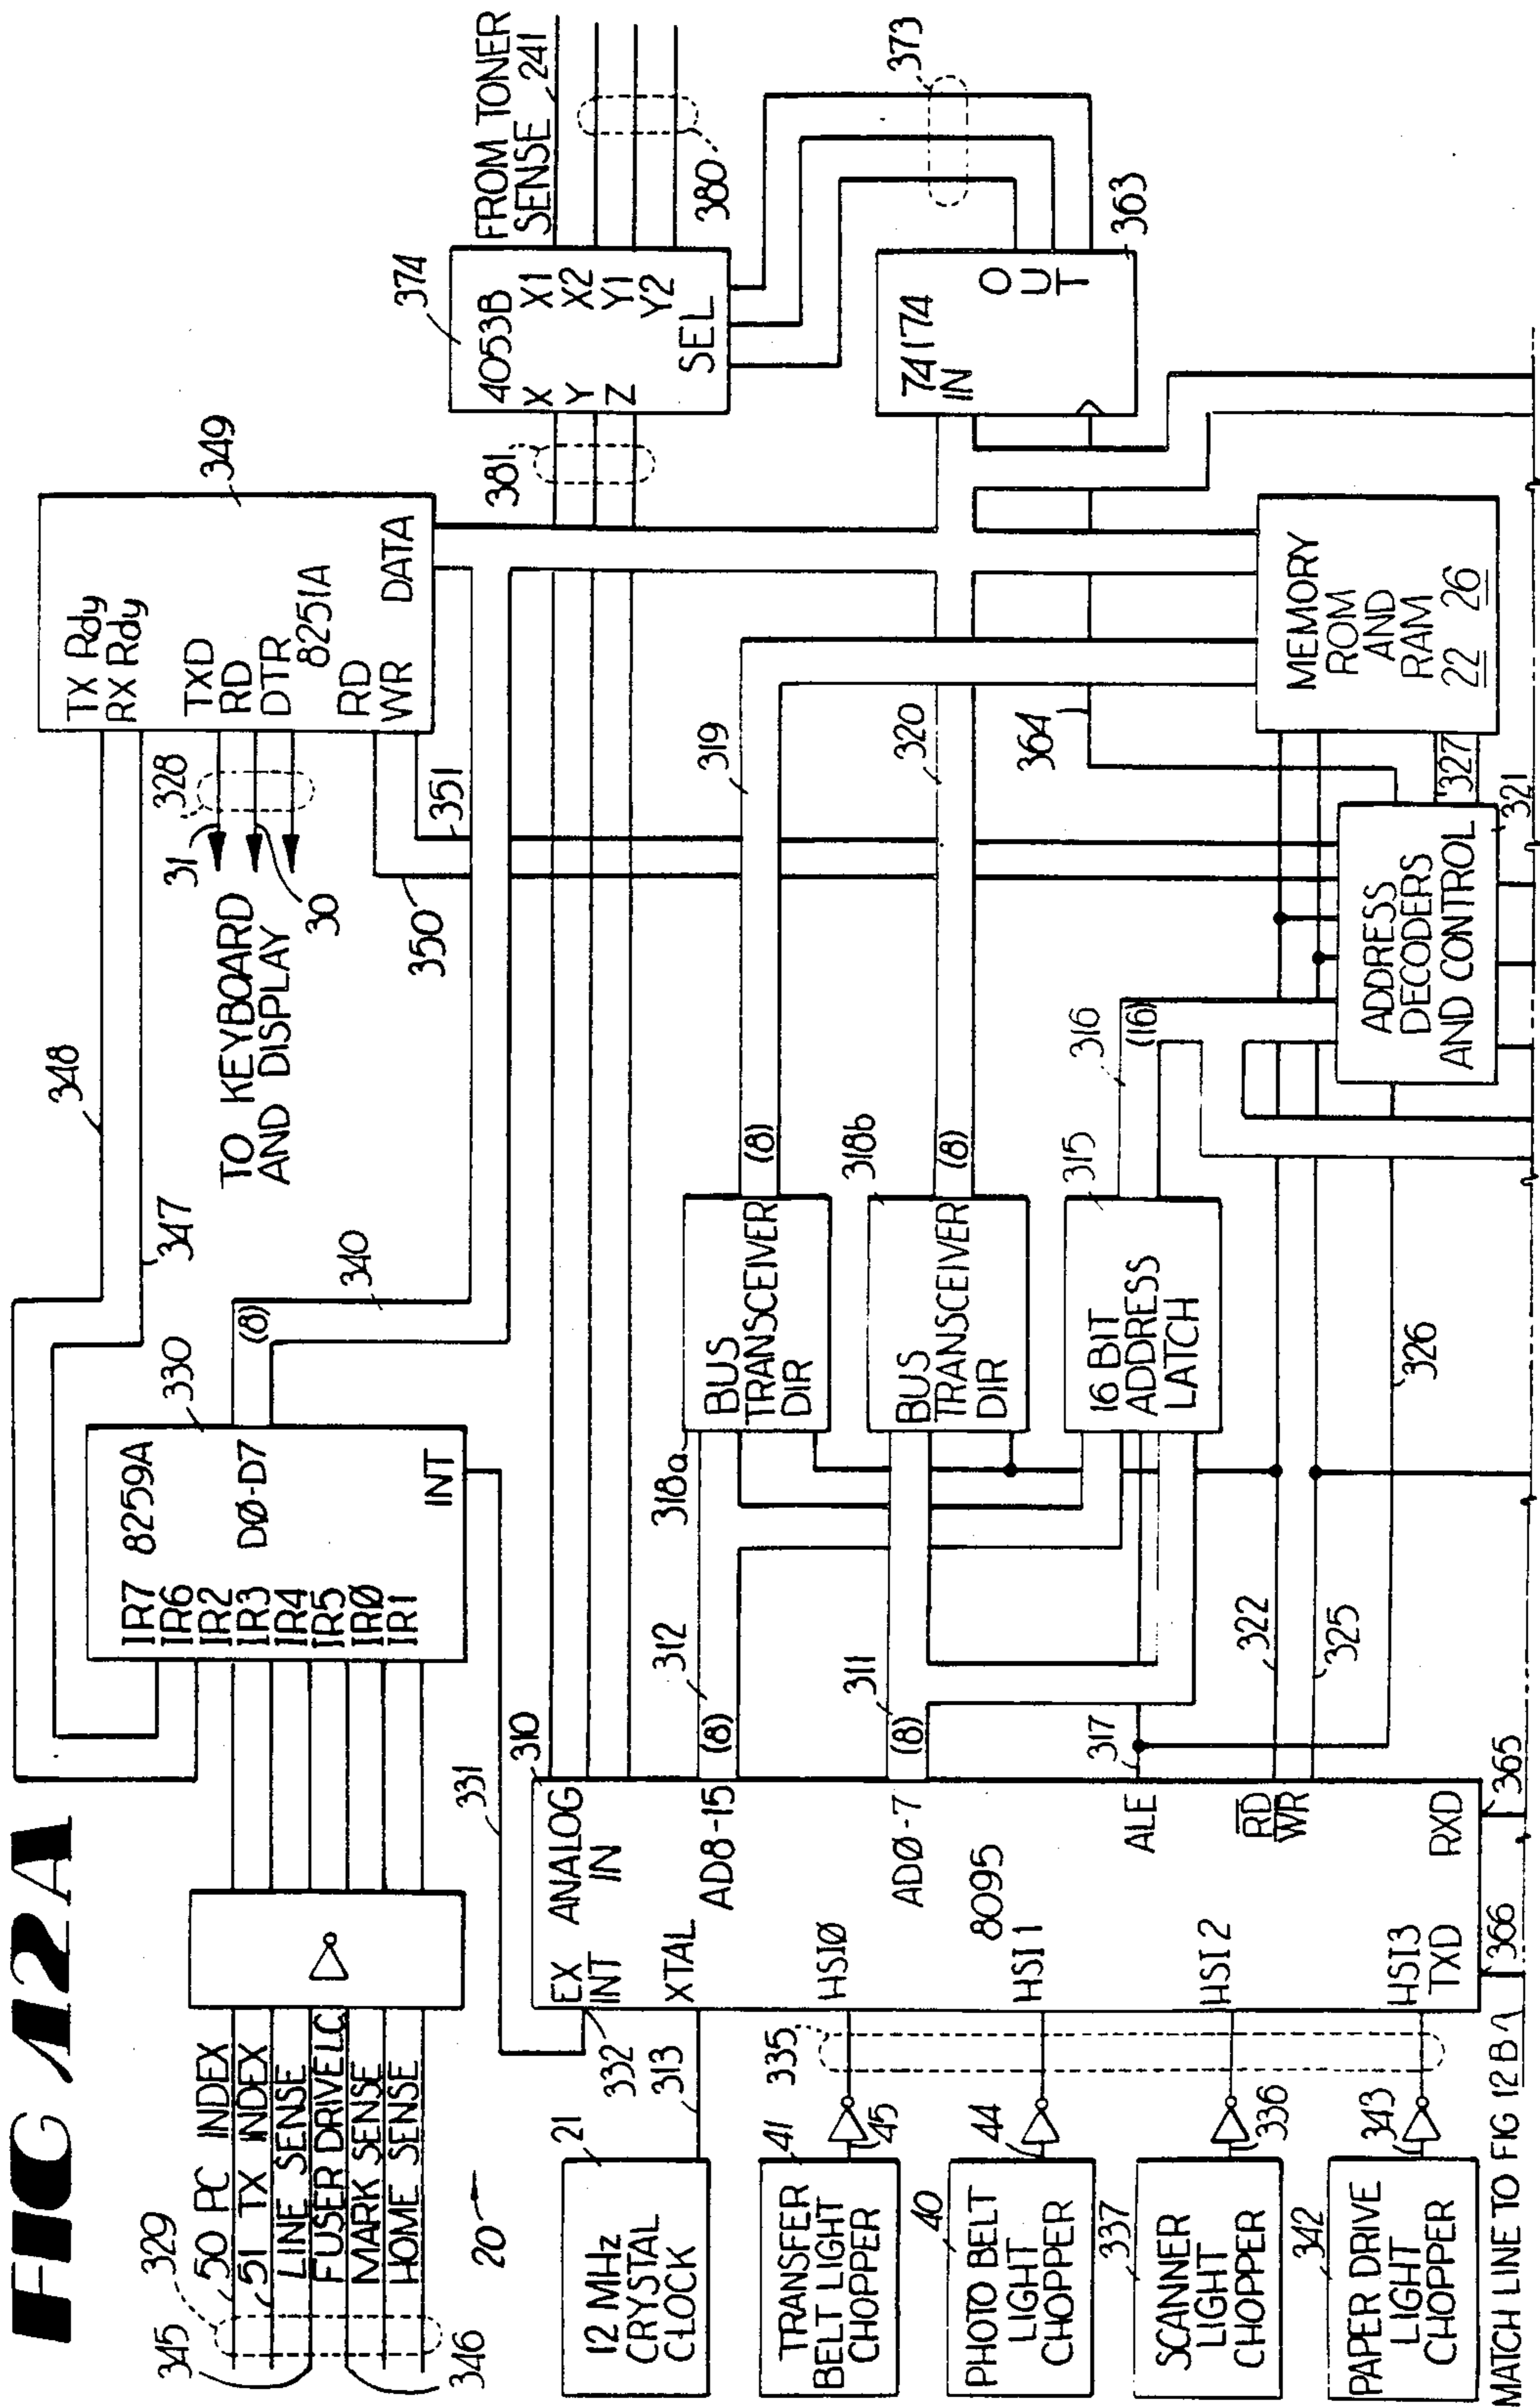 FIG 12A
329
345
50 PC INDEX
51 TX INDEX
LINE SENSE
FUSER DRIVE LC
MARK SENSE
HOME SENSE
346
20
IR7 8259A
IR6
IR2
IR3 DØ-D7
IR4
IR5
IRØ
IR1
INT
330
(8)
340
331
332
347
348
TX Rdy
RX Rdy
TXD
RD
DTR
8251A
RD
WR
DATA
349
328
31
30
TO KEYBOARD
AND DISPLAY
350
351
FROM TONER
SENSE 241
374
4053B
X X1
Y X2
Z Y1
Y2
SEL
380
381
373
74174
IN
OUT
363
364
21
12 MHz
CRYSTAL
CLOCK
313
310
EX
INT
ANALOG
IN
XTAL
AD8-15
HSIØ
ADØ-7
8095
HSI1
ALE
HSI2
RD
WR
HSI3
TXD
RXD
366
365
335
41
TRANSFER
BELT LIGHT
CHOPPER
45
40
PHOTO BELT
LIGHT
CHOPPER
44
337
SCANNER
LIGHT
CHOPPER
336
342
PAPER DRIVE
LIGHT
CHOPPER
343
312
(8)
311
(8)
317
322
325
326
318a
BUS
TRANSCEIVER
DIR
(8)
319
318b
BUS
TRANSCEIVER
DIR
(8)
320
315
16 BIT
ADDRESS
LATCH
316
(16)
ADDRESS
DECODERS
AND CONTROL
321
327
MEMORY
ROM
AND
RAM
22 26
MATCH LINE TO FIG 12B